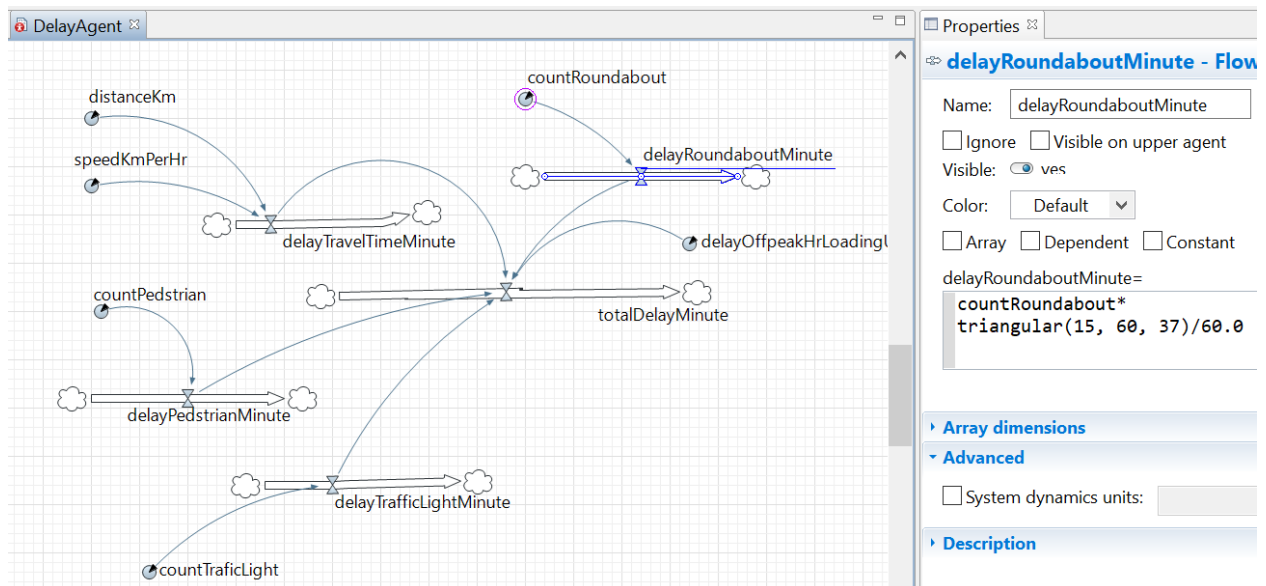 DelayAgent
countRoundabout
distanceKm
delayRoundaboutMinute
speedKmPerHr
delayTravelTimeMinute
delayOffpeakHrLoadingU
countPedstrian
totalDelayMinute
delayPedstrianMinute
delayTrafficLightMinute
countTraficLight
Properties
delayRoundaboutMinute - Flow
Name: delayRoundaboutMinute
Ignore Visible on upper agent
Visible: yes
Color: Default
Array Dependent Constant
delayRoundaboutMinute=
countRoundabout*
triangular(15, 60, 37)/60.0
Array dimensions
Advanced
System dynamics units:
Description